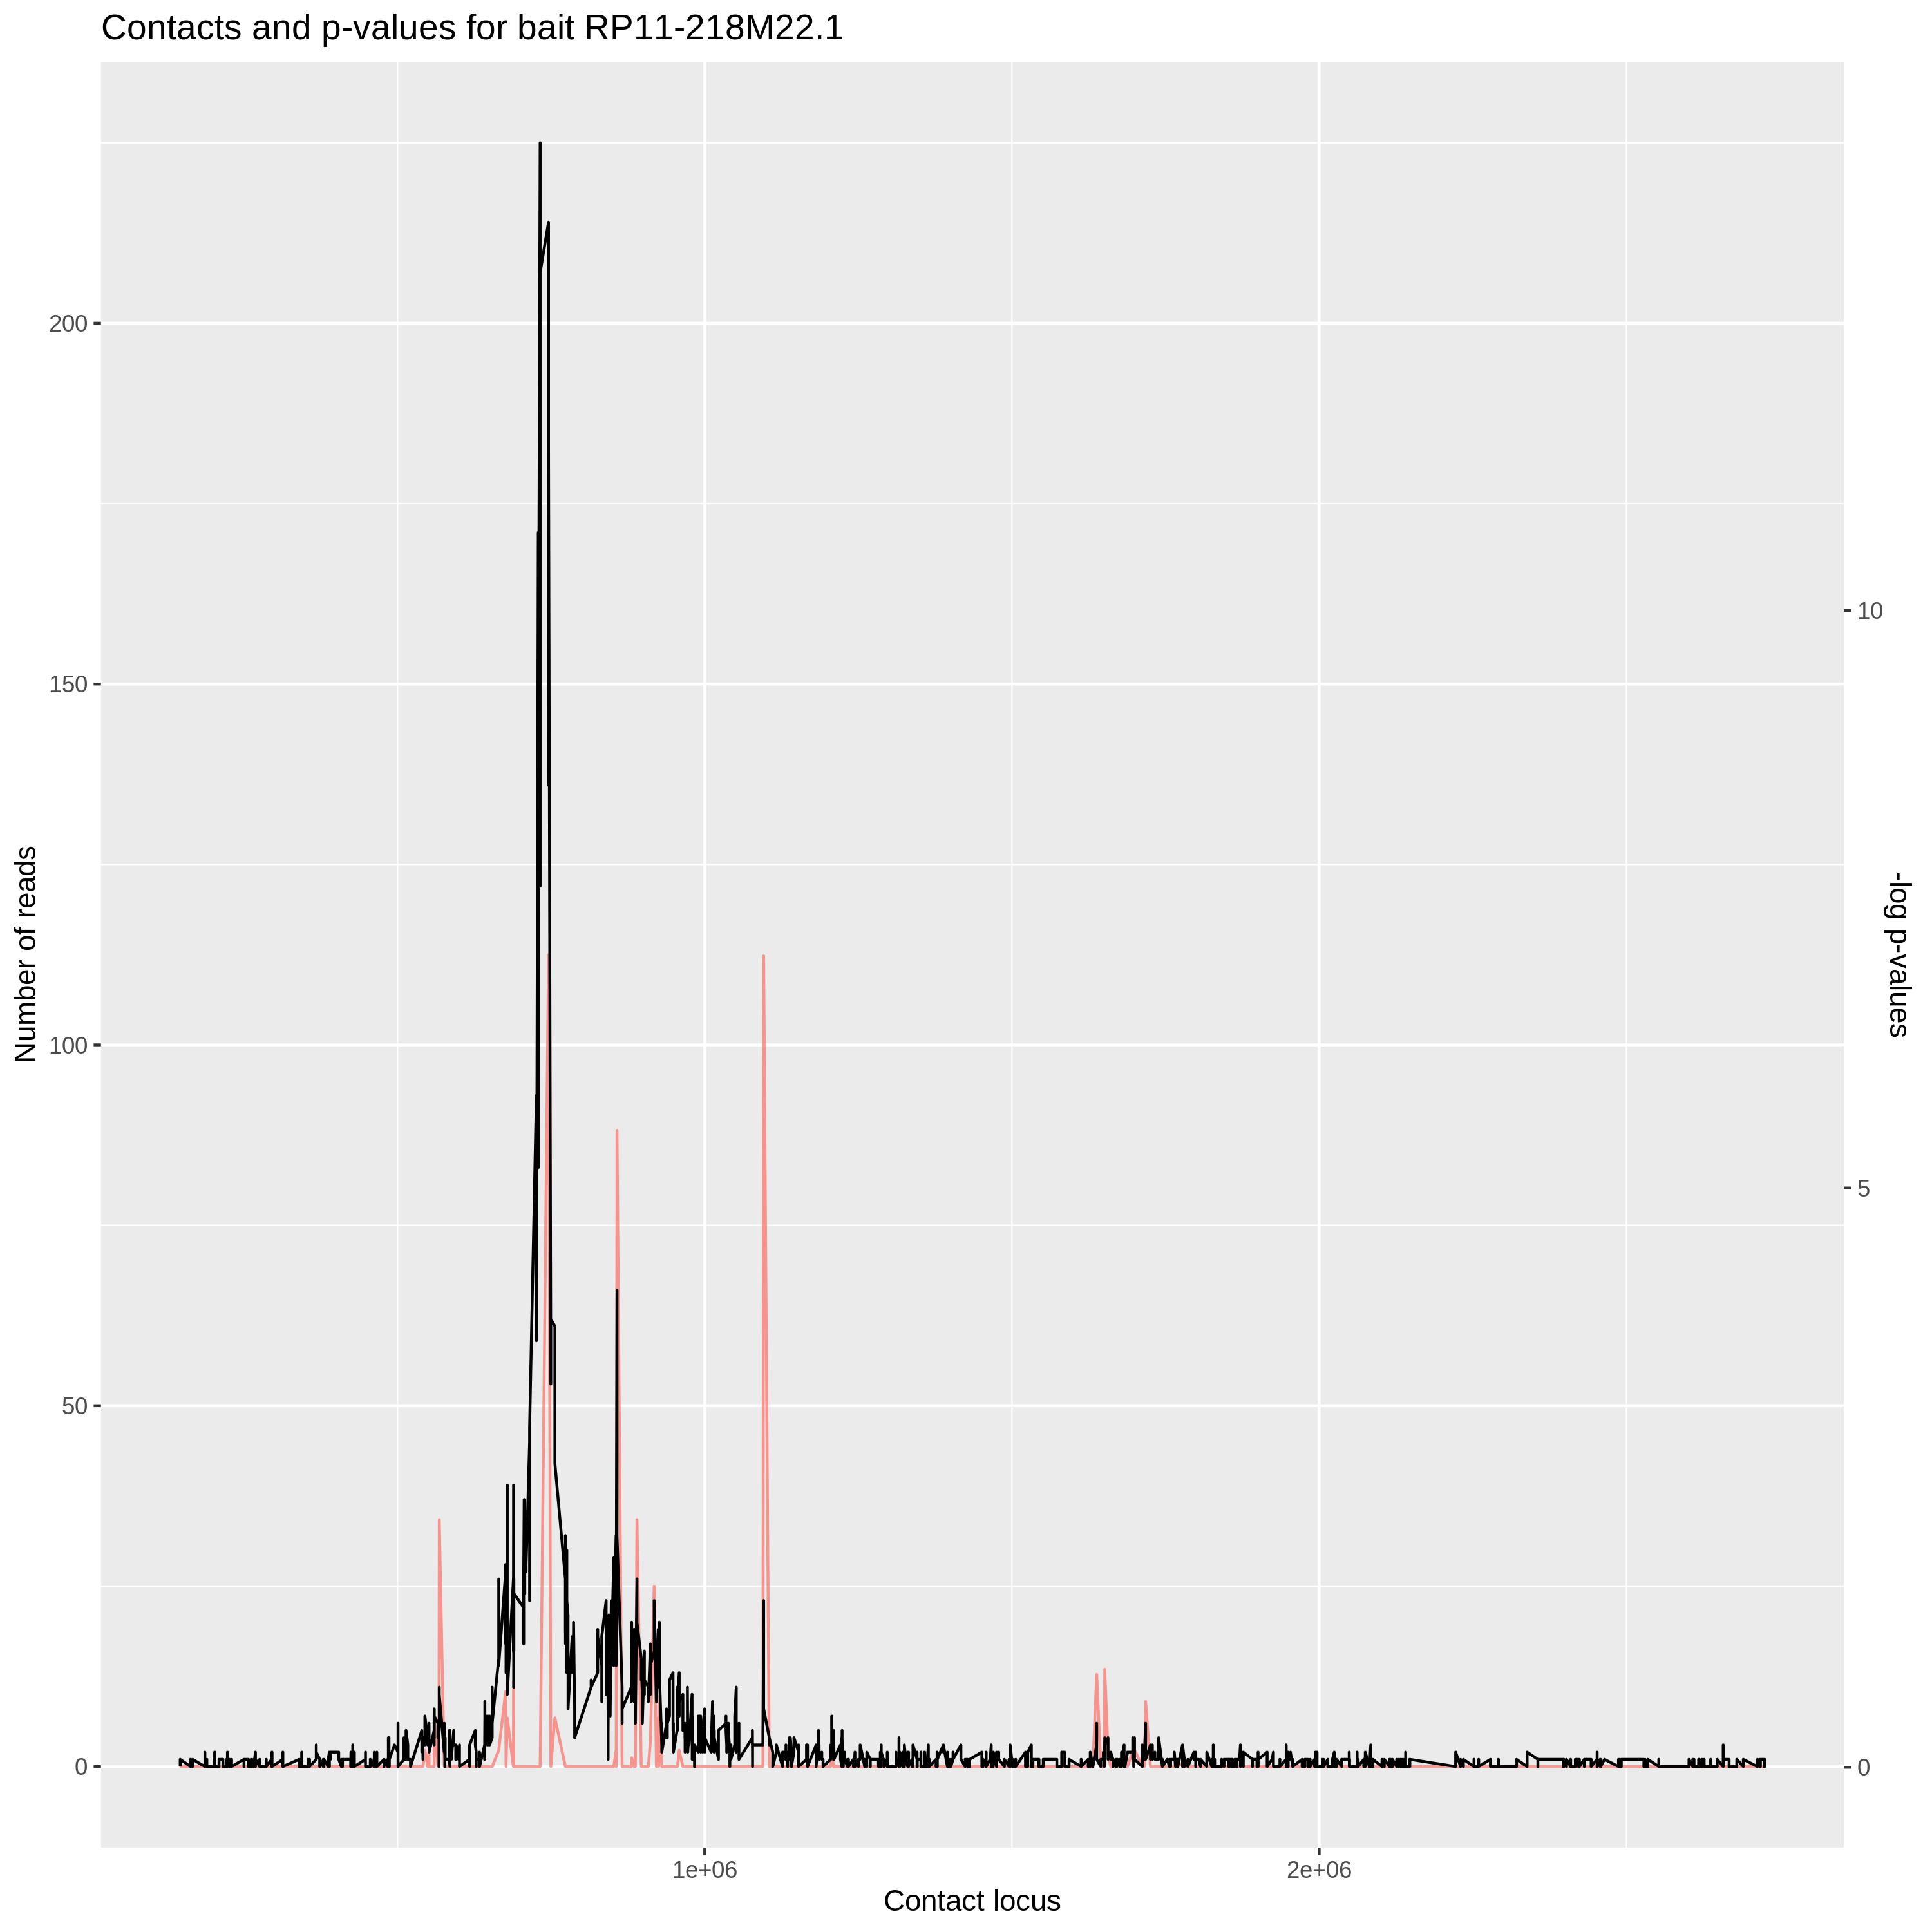 Contacts and p-values for bait RP11-218M22.1
Number of reads
200
150
100
50
0
10
5
0
-log p-values
1e+06
2e+06
Contact locus